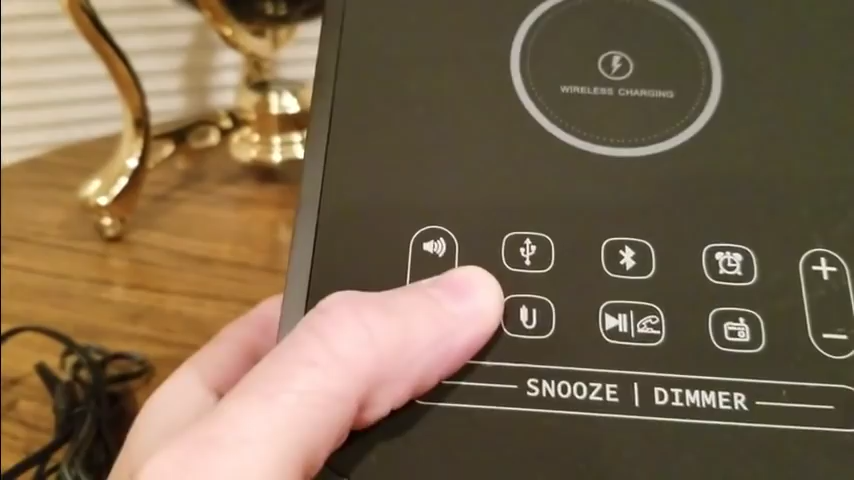 WIRELESS CHARGING
+
−
SNOOZE | DIMMER